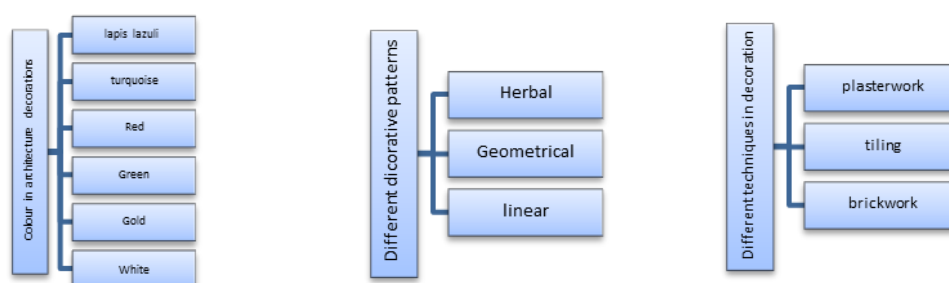 Colour in architecture decorations
lapis lazuli
turquoise
Red
Green
Gold
White
Different dicorative patterns
Herbal
Geometrical
linear
Different techniques in decoration
plasterwork
tiling
brickwork